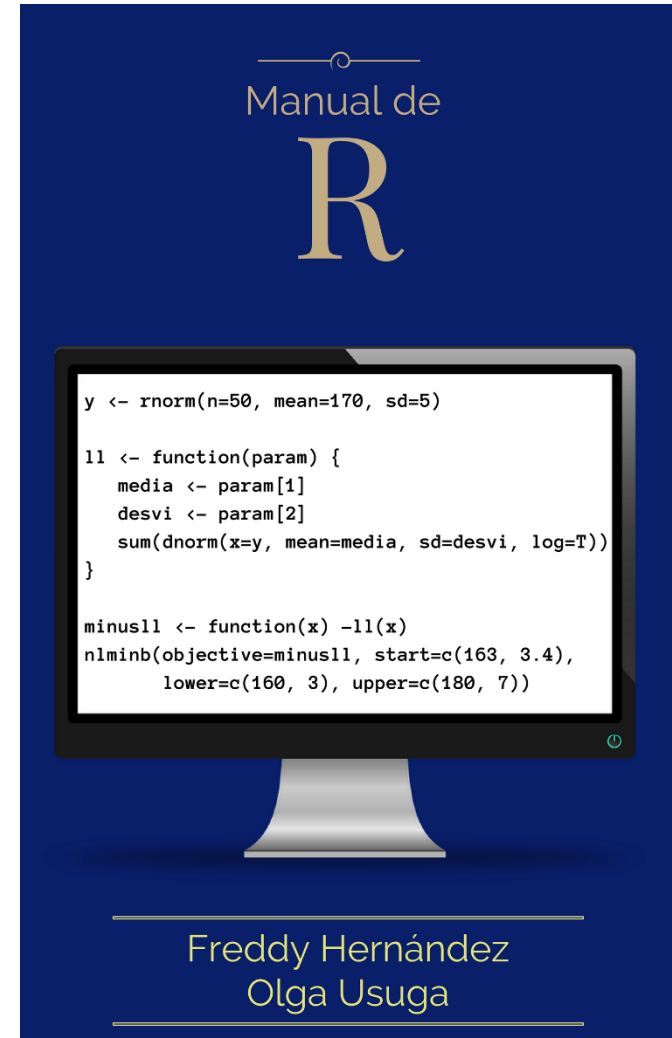 Manual de
R
y <- rnorm(n=50, mean=170, sd=5)
ll <- function(param) {
   media <- param[1]
   desvi <- param[2]
   sum(dnorm(x=y, mean=media, sd=desvi, log=T))
}
minusll <- function(x) -ll(x)
nlminb(objective=minusll, start=c(163, 3.4),
       lower=c(160, 3), upper=c(180, 7))
Freddy Hernández
Olga Usuga